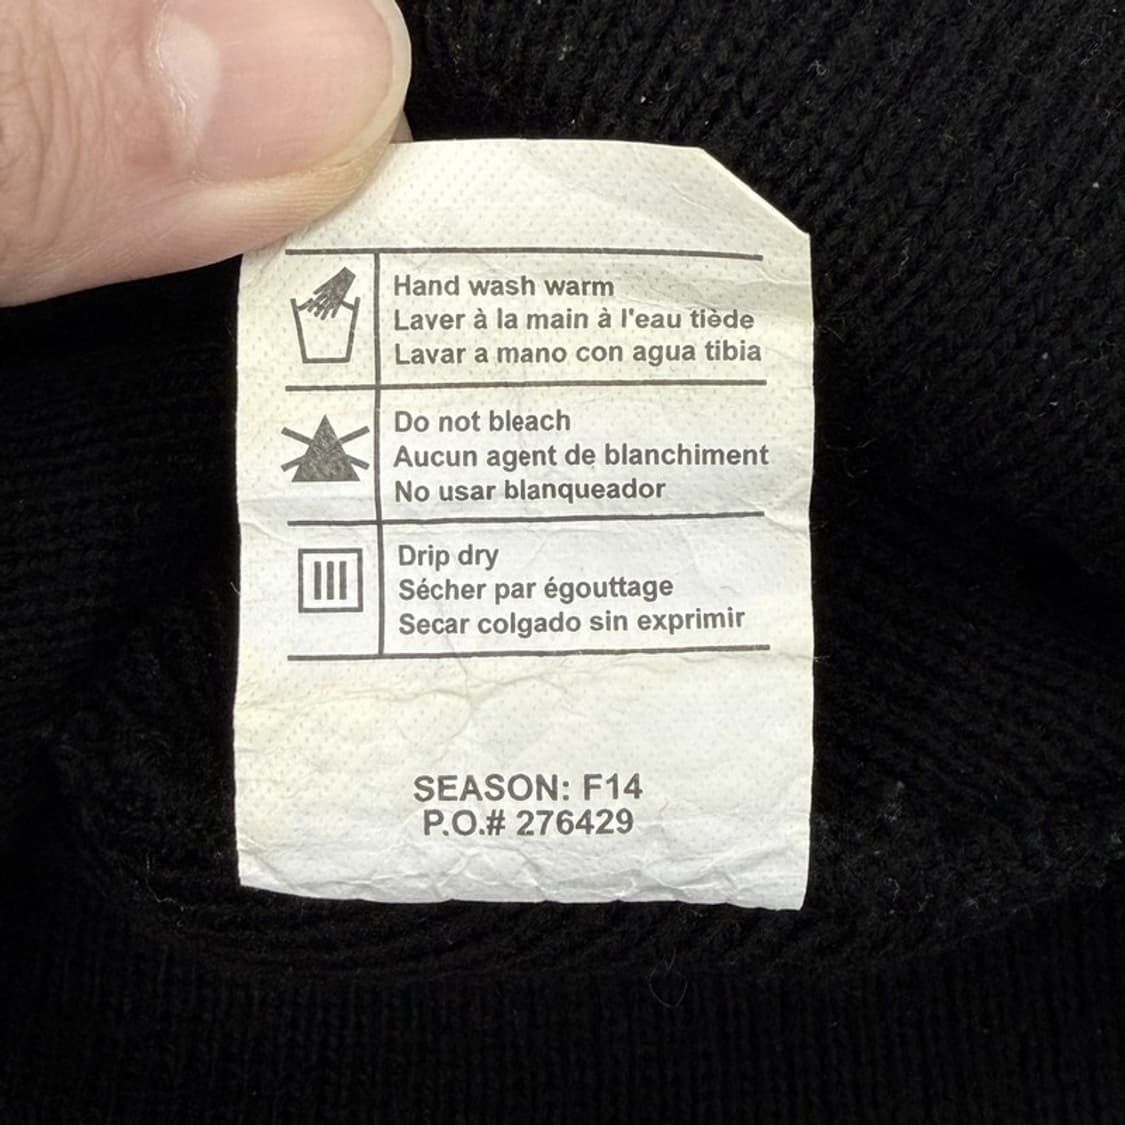 Hand wash warm
Laver à la main à l'eau tiède
Lavar a mano con agua tibia
Do not bleach
Aucun agent de blanchiment
No usar blanqueador
Drip dry
Sécher par égouttage
Secar colgado sin exprimir
SEASON: F14
P.O.# 276429